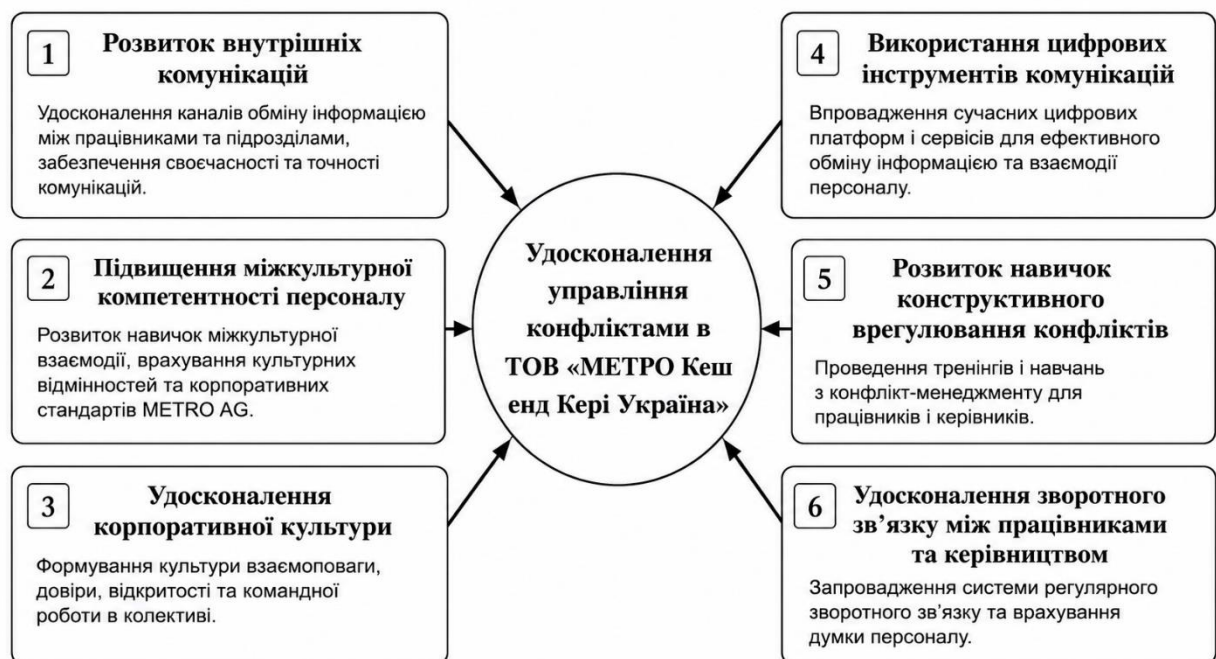 1
Розвиток внутрішніх
комунікацій
Удосконалення каналів обміну інформацією
між працівниками та підрозділами,
забезпечення своєчасності та точності
комунікацій.
2
Підвищення міжкультурної
компетентності персоналу
Розвиток навичок міжкультурної
взаємодії, врахування культурних
відмінностей та корпоративних
стандартів METRO AG.
3
Удосконалення
корпоративної культури
Формування культури взаємоповаги,
довіри, відкритості та командної
роботи в колективі.
Удосконалення
управління
конфліктами в
ТОВ «МЕТРО Кеш
енд Кері Україна»
4
Використання цифрових
інструментів комунікацій
Впровадження сучасних цифрових
платформ і сервісів для ефективного
обміну інформацією та взаємодії
персоналу.
5
Розвиток навичок
конструктивного
врегулювання конфліктів
Проведення тренінгів і навчань
з конфлікт-менеджменту для
працівників і керівників.
6
Удосконалення зворотного
зв’язку між працівниками
та керівництвом
Запровадження системи регулярного
зворотного зв’язку та врахування
думки персоналу.